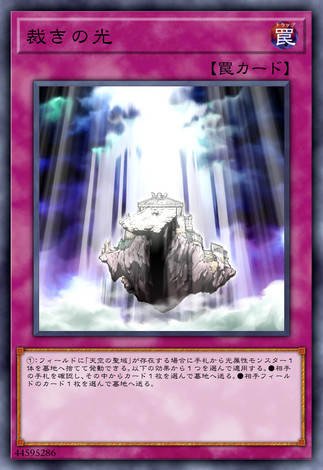 裁きの光
トラップ
罠
【罠カード】
①:フィールドに「天空の聖域」が存在する場合に手札から光属性モンスター1
体を墓地へ捨てて発動できる。以下の効果から1つを選んで適用する。●相手
の手札を確認し、その中からカード1枚を選んで墓地へ送る。●相手フィール
ドのカード1枚を選んで墓地へ送る。
44595286